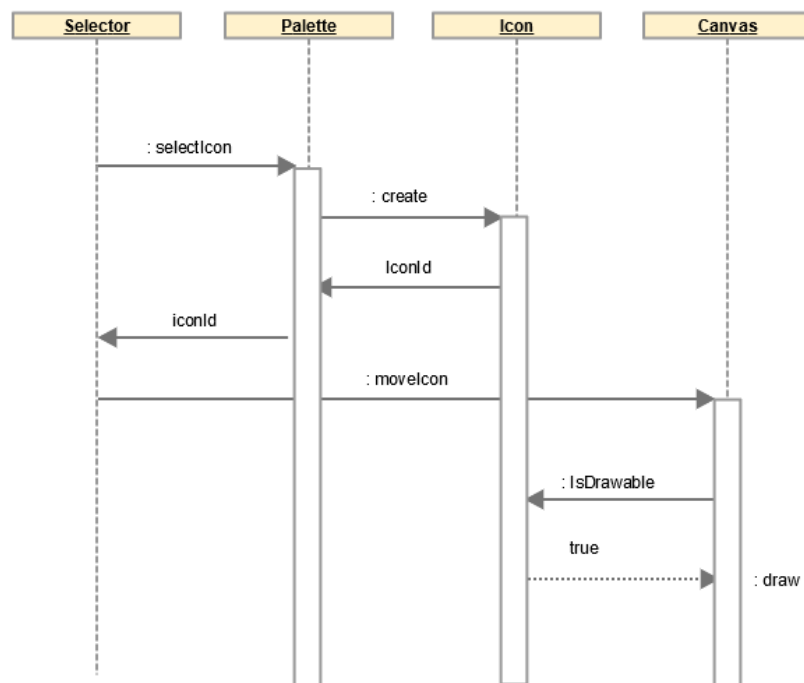 Selector
Palette
Icon
Canvas
: selectIcon
: create
IconId
iconId
: moveIcon
: IsDrawable
true
: draw